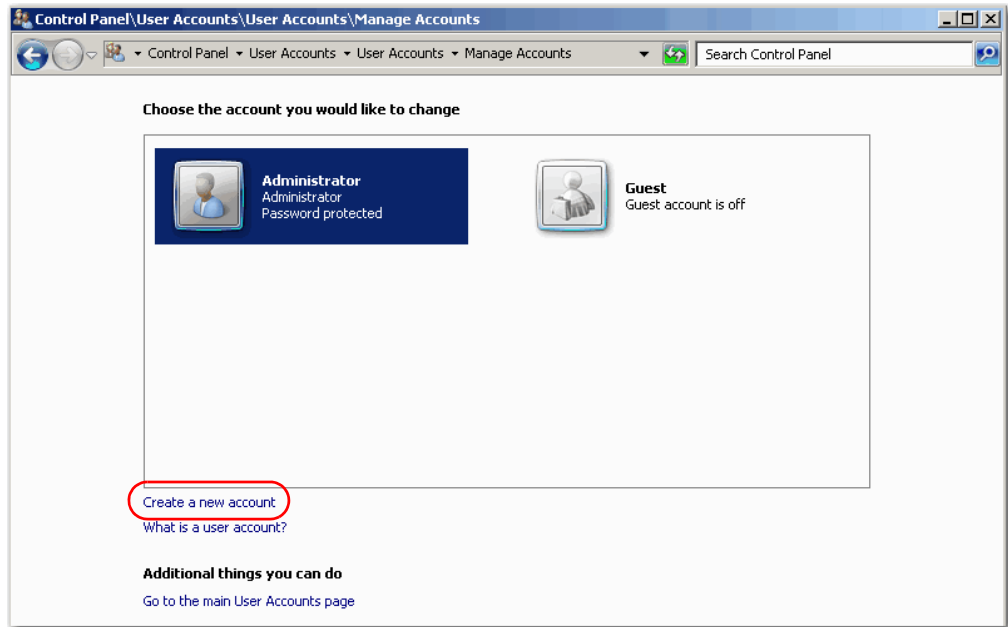 Control Panel\User Accounts\User Accounts\Manage Accounts
Control Panel User Accounts User Accounts Manage Accounts
Search Control Panel
Choose the account you would like to change
Administrator
Administrator
Password protected
Guest
Guest account is off
Create a new account
What is a user account?
Additional things you can do
Go to the main User Accounts page